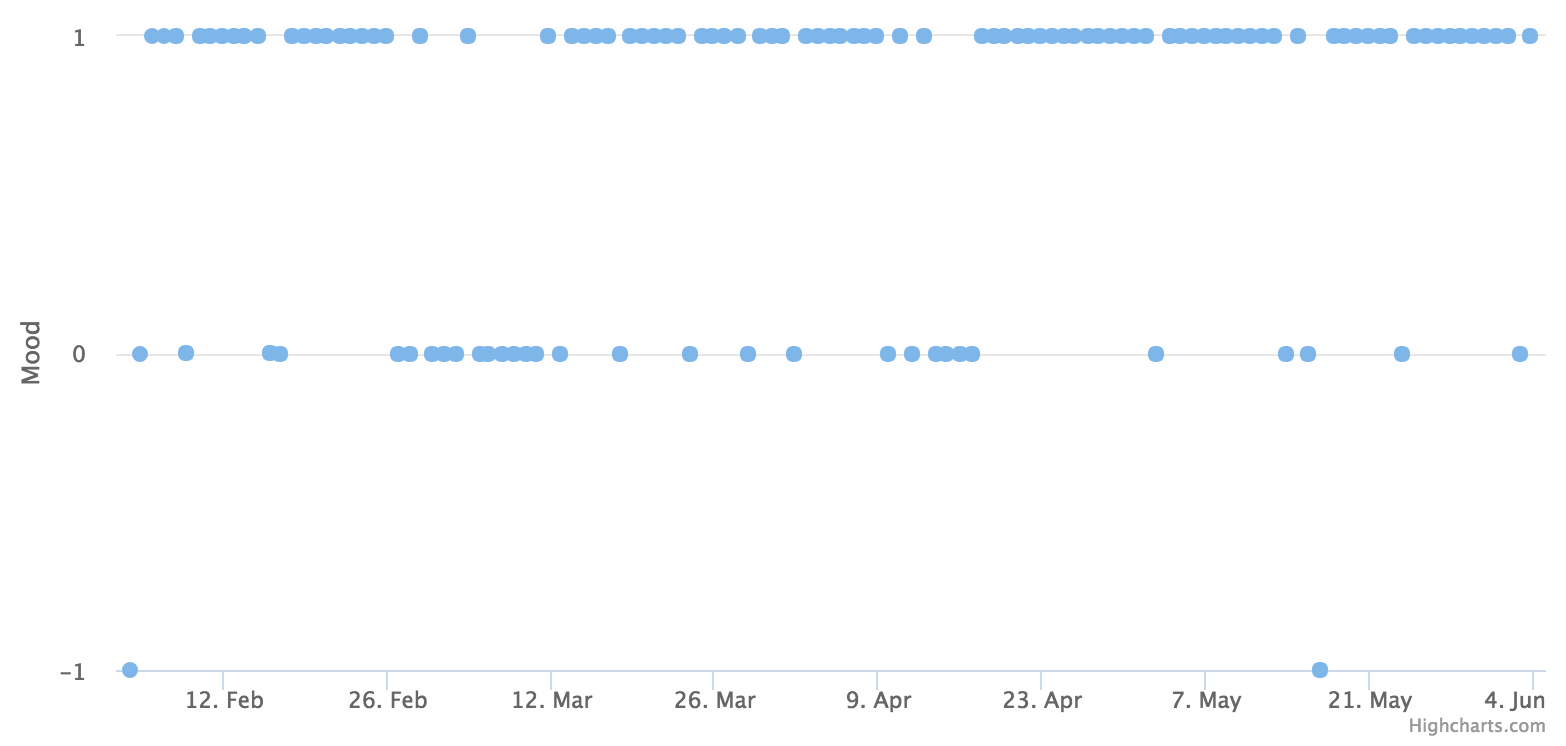 1
0
Mood
−1
12. Feb 26. Feb 12. Mar 26. Mar 9. Apr 23. Apr 7. May 21. May 4. Jun
Highcharts.com